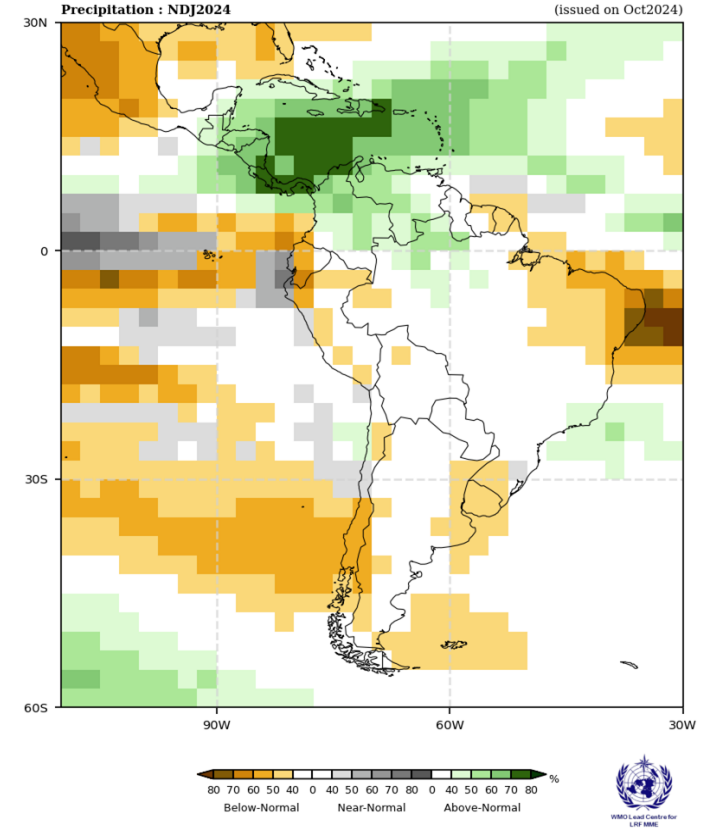 Precipitation : NDJ2024 (issued on Oct2024)
30N
0
30S
60S
90W 60W 30W
80 70 60 50 40 0 40 50 60 70 80 0 40 50 60 70 80 %
Below-Normal Near-Normal Above-Normal
WMO Lead Centre for
LRF MME